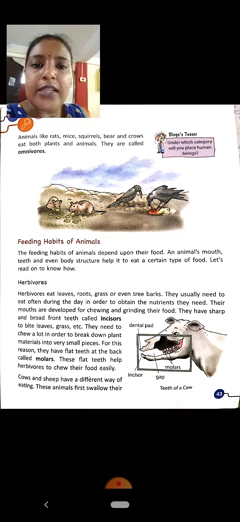 Animals like rats, mice, squirrels, bear and crows
eat both plants and animals. They are called
omnivores.
Bingo's Teaser
Under which category
will you place human
beings?
Feeding Habits of Animals
The feeding habits of animals depend upon their food. An animal's mouth,
teeth and even body structure help it to eat a certain type of food. Let's
read on to know how.
Herbivores
Herbivores eat leaves, roots, grass or even tree barks. They usually need to
eat often during the day in order to obtain the nutrients they need. Their
mouths are developed for chewing and grinding their food. They have sharp
and broad front teeth called incisors
to bite leaves, grass, etc. They need to
chew a lot in order to break down plant
materials into very small pieces. For this
reason, they have flat teeth at the back
called molars. These flat teeth help
herbivores to chew their food easily.
Cows and sheep have a different way of
eating. These animals first swallow their
dental pad
molars
incisor
gap
Teeth of a Cow
43